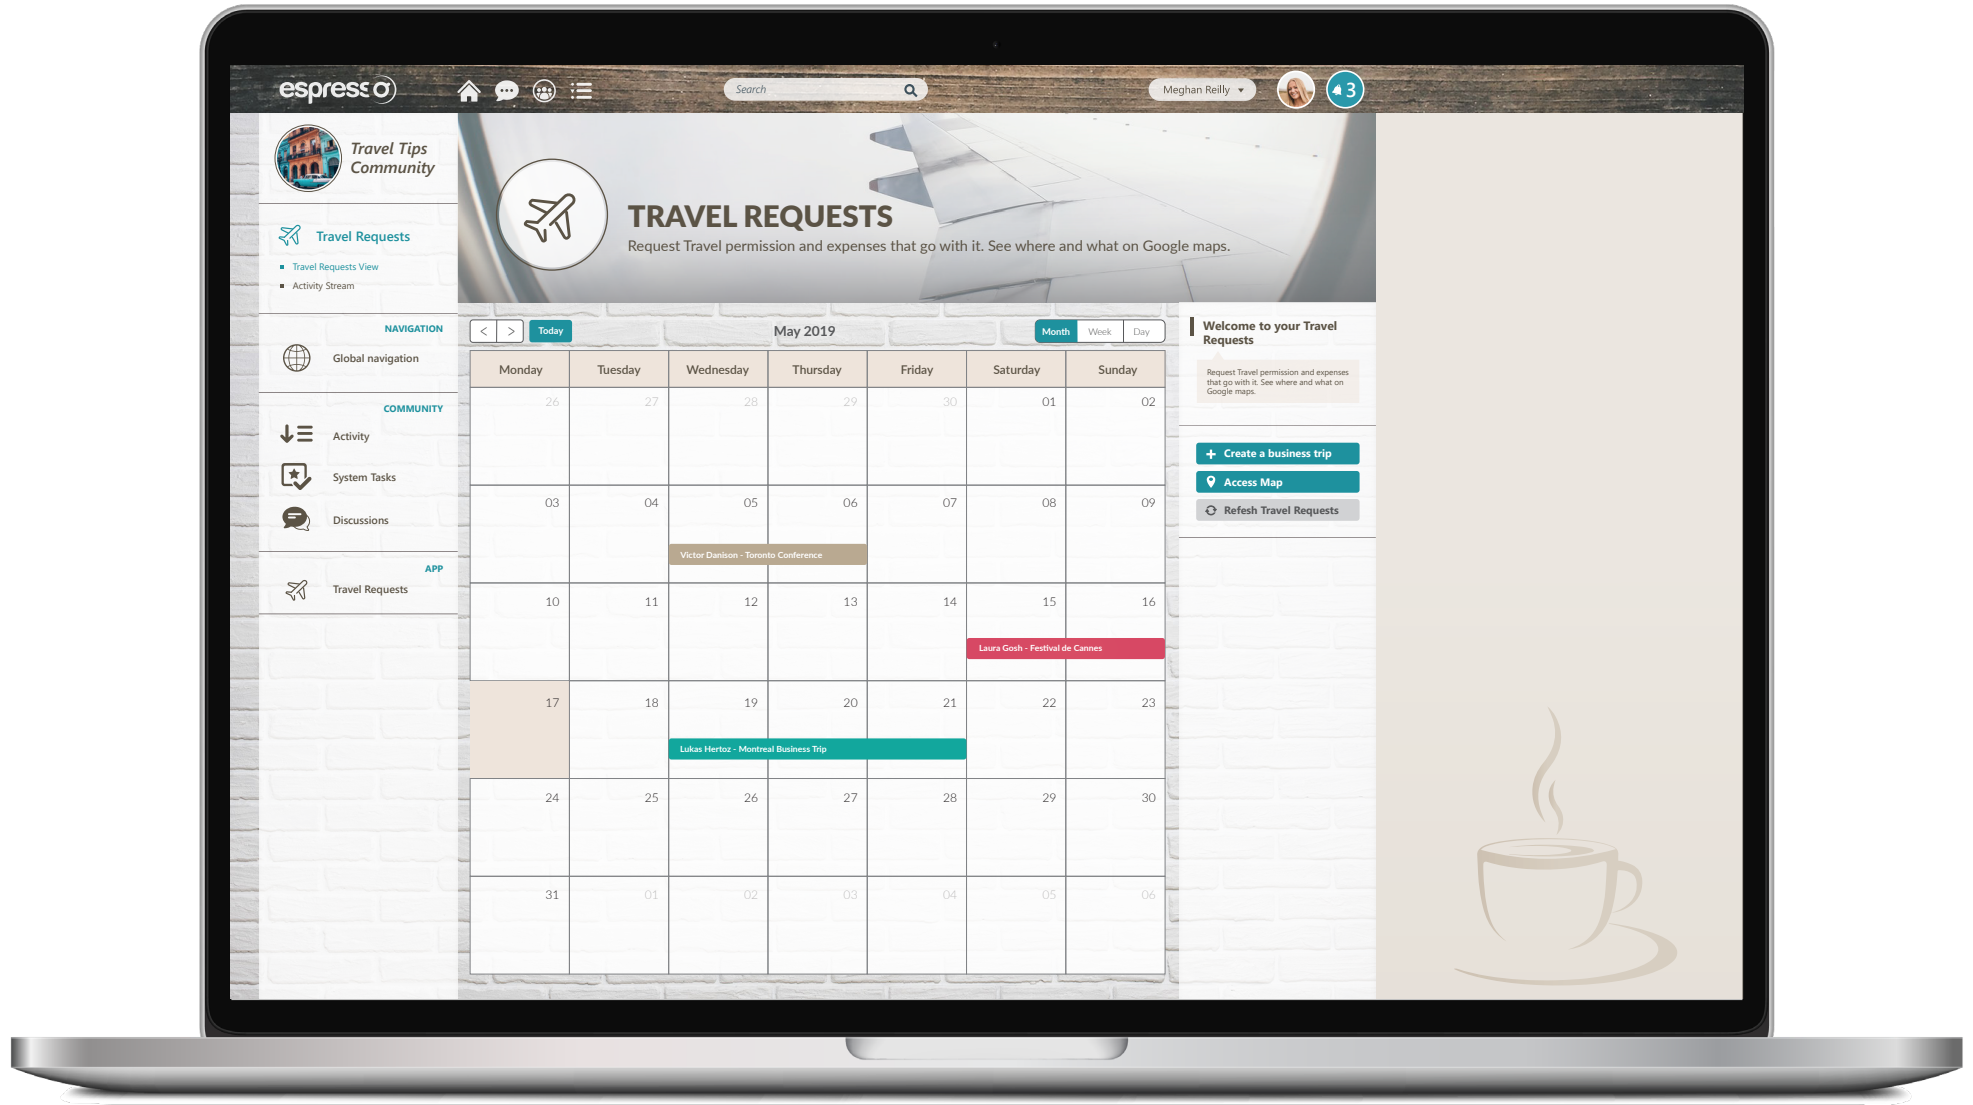 espresso
Search
Meghan Reilly
3
Travel Tips
Community
Travel Requests
Travel Requests View
Activity Stream
NAVIGATION
Global navigation
COMMUNITY
Activity
System Tasks
Discussions
APP
Travel Requests
TRAVEL REQUESTS
Request Travel permission and expenses that go with it. See where and what on Google maps.
< > Today
May 2019
Month Week Day
Monday Tuesday Wednesday Thursday Friday Saturday Sunday
26 27 28 29 30 01 02
03 04 05 06 07 08 09
Victor Danison - Toronto Conference
10 11 12 13 14 15 16
Laura Gosh - Festival de Cannes
17 18 19 20 21 22 23
Lukas Hertoz - Montreal Business Trip
24 25 26 27 28 29 30
31 01 02 03 04 05 06
Welcome to your Travel
Requests
Request Travel permission and expenses
that go with it. See where and what on
Google maps.
Create a business trip
Access Map
Refesh Travel Requests